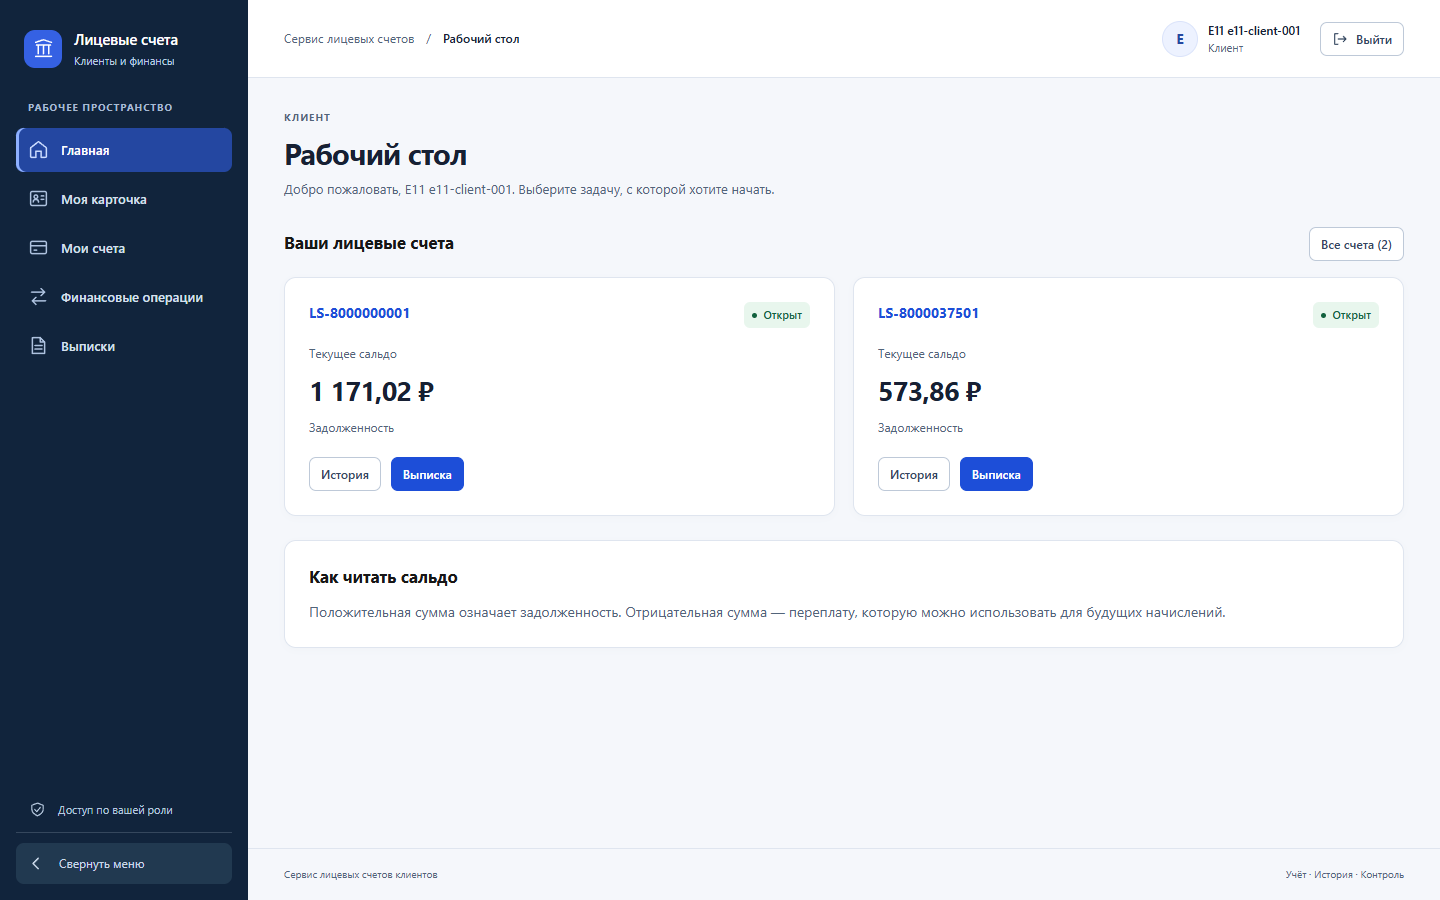 Лицевые счета
Клиенты и финансы
РАБОЧЕЕ ПРОСТРАНСТВО
Главная
Моя карточка
Мои счета
Финансовые операции
Выписки
Доступ по вашей роли
Свернуть меню
Сервис лицевых счетов / Рабочий стол
E
E11 e11-client-001
Клиент
Выйти
КЛИЕНТ
Рабочий стол
Добро пожаловать, E11 e11-client-001. Выберите задачу, с которой хотите начать.
Ваши лицевые счета
Все счета (2)
LS-8000000001
Открыт
Текущее сальдо
1 171,02 ₽
Задолженность
История
Выписка
LS-8000037501
Открыт
Текущее сальдо
573,86 ₽
Задолженность
История
Выписка
Как читать сальдо
Положительная сумма означает задолженность. Отрицательная сумма — переплату, которую можно использовать для будущих начислений.
Сервис лицевых счетов клиентов
Учёт · История · Контроль